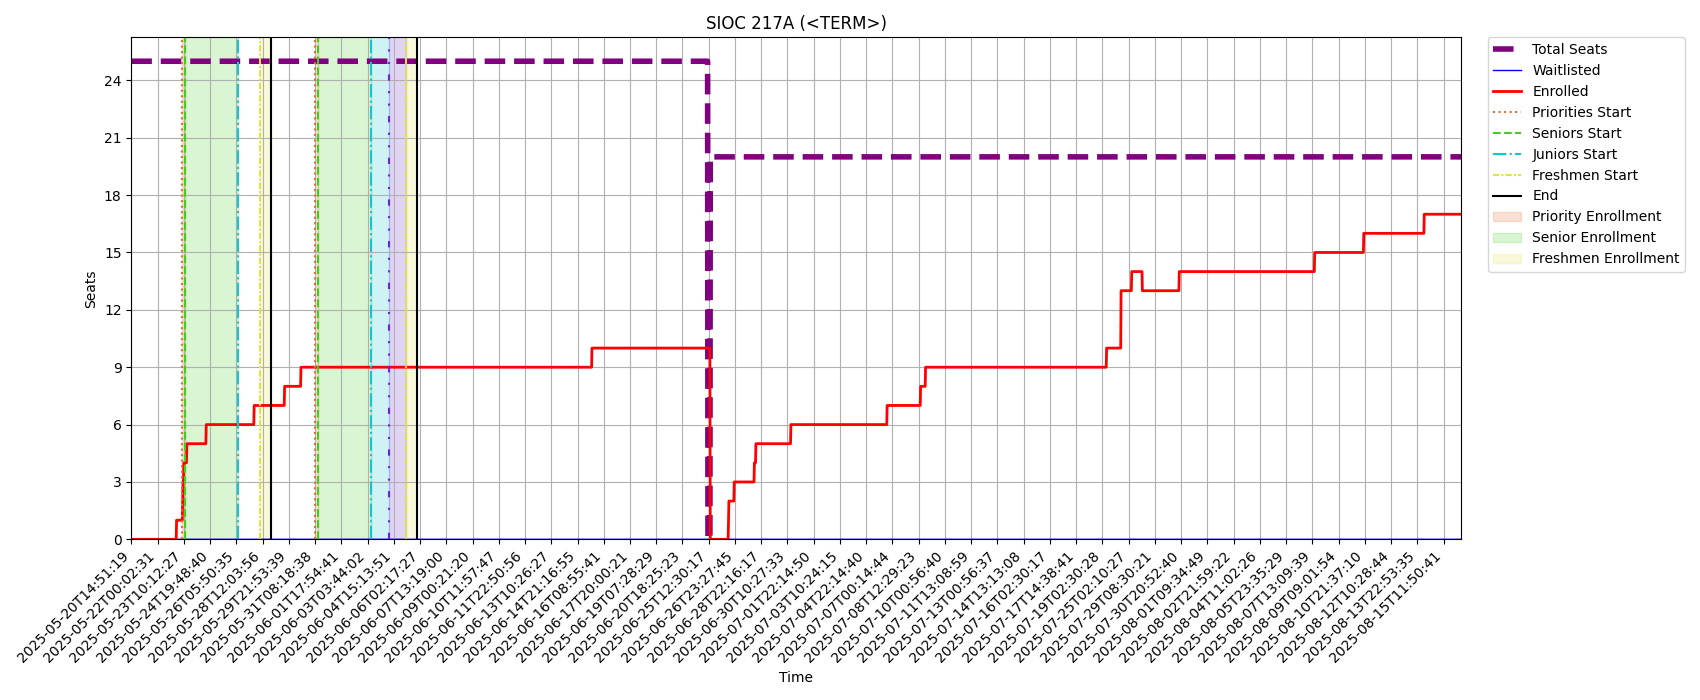 SIOC 217A (<TERM>)
Total Seats
Waitlisted
Enrolled
Priorities Start
Seniors Start
Juniors Start
Freshmen Start
End
Priority Enrollment
Senior Enrollment
Freshmen Enrollment
Seats
24
21
18
15
12
9
6
3
0
2025-05-20T14:51:19
2025-05-22T00:02:31
2025-05-23T10:12:27
2025-05-24T19:48:40
2025-05-26T05:50:35
2025-05-28T12:03:56
2025-05-29T21:53:39
2025-05-31T08:18:38
2025-06-01T17:54:41
2025-06-03T03:44:02
2025-06-04T15:13:51
2025-06-06T02:17:27
2025-06-07T13:19:00
2025-06-09T00:21:20
2025-06-10T11:57:47
2025-06-11T22:50:56
2025-06-13T10:26:27
2025-06-14T21:16:55
2025-06-16T08:55:41
2025-06-17T20:00:21
2025-06-19T07:28:29
2025-06-20T18:25:23
2025-06-25T12:30:17
2025-06-26T23:27:45
2025-06-28T22:16:17
2025-06-30T10:27:33
2025-07-01T22:14:50
2025-07-03T10:24:15
2025-07-07T00:14:44
2025-07-08T12:29:23
2025-07-10T00:56:40
2025-07-11T13:08:59
2025-07-13T00:56:37
2025-07-14T13:13:08
2025-07-16T02:30:17
2025-07-17T14:38:41
2025-07-19T02:30:28
2025-07-25T02:10:27
2025-07-29T08:30:21
2025-07-30T20:52:40
2025-08-01T09:34:49
2025-08-02T21:59:22
2025-08-04T11:02:26
2025-08-05T23:35:29
2025-08-07T13:09:39
2025-08-09T09:01:54
2025-08-10T21:37:10
2025-08-12T10:28:44
2025-08-13T22:53:35
2025-08-15T11:50:41
Time